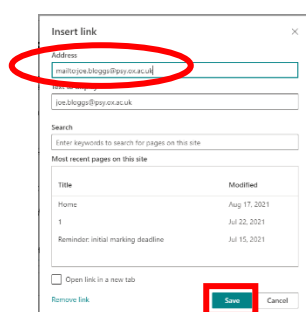 Insert link
Address
mailto:joe.bloggs@psy.ox.ac.uk
Text to display
joe.bloggs@psy.ox.ac.uk
Search
Enter keywords to search for pages on this site
Most recent pages on this site
Title Modified
Home Aug 17, 2021
1 Jul 22, 2021
Reminder: initial marking deadline Jul 15, 2021
Open link in a new tab
Remove link Save Cancel